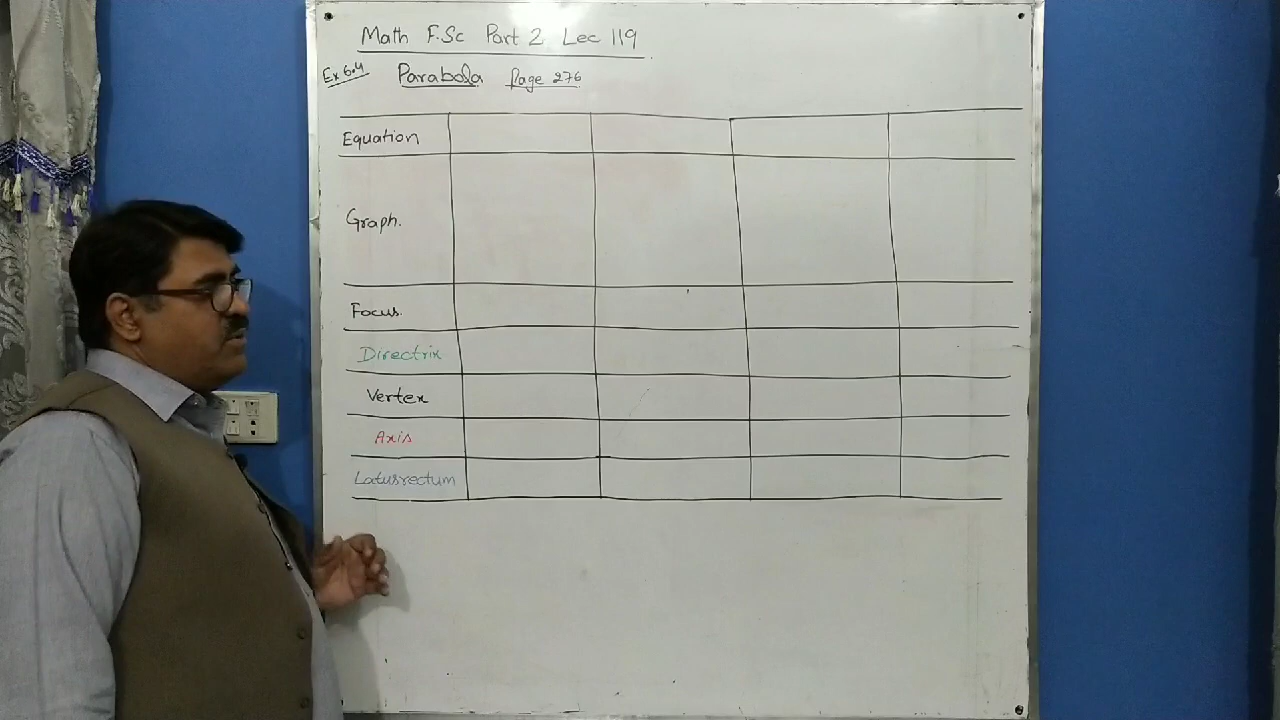 Math F.Sc Part 2 Lec 119
Ex 6.4 Parabola Page 276
Equation
Graph.
Focus.
Directrix
Vertex
Axis
Latusrectum